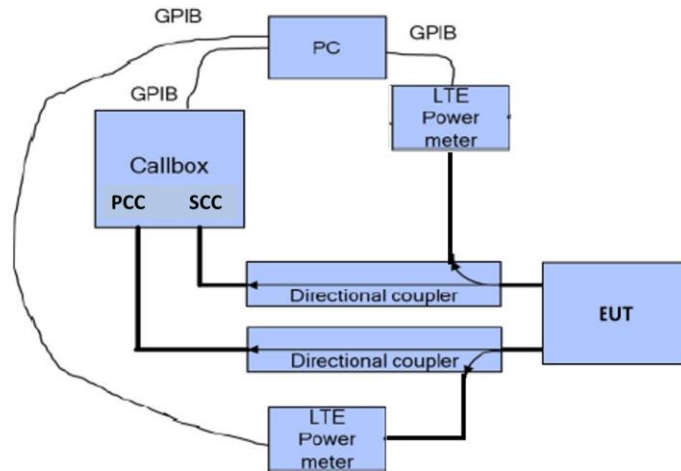 GPIB
PC
GPIB
GPIB
LTE
Power
meter
Callbox
PCC SCC
Directional coupler
EUT
Directional coupler
LTE
Power
meter